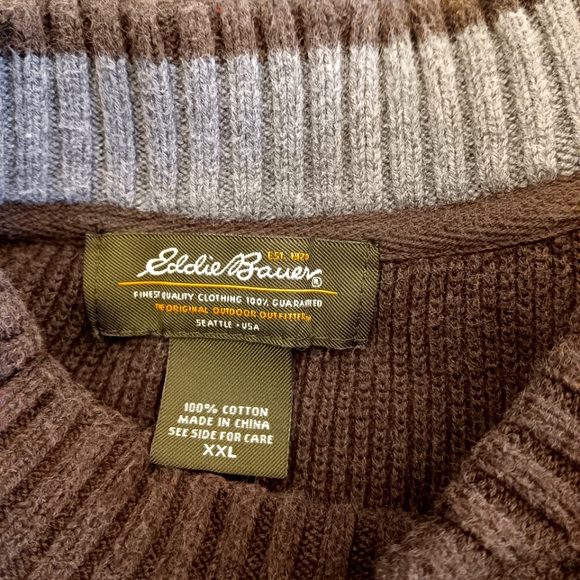 EST. 1920
Eddie Bauer®
FINEST QUALITY CLOTHING 100% GUARANTEED
THE ORIGINAL OUTDOOR OUTFITTER™
SEATTLE • USA
100% COTTON
MADE IN CHINA
SEE SIDE FOR CARE
XXL